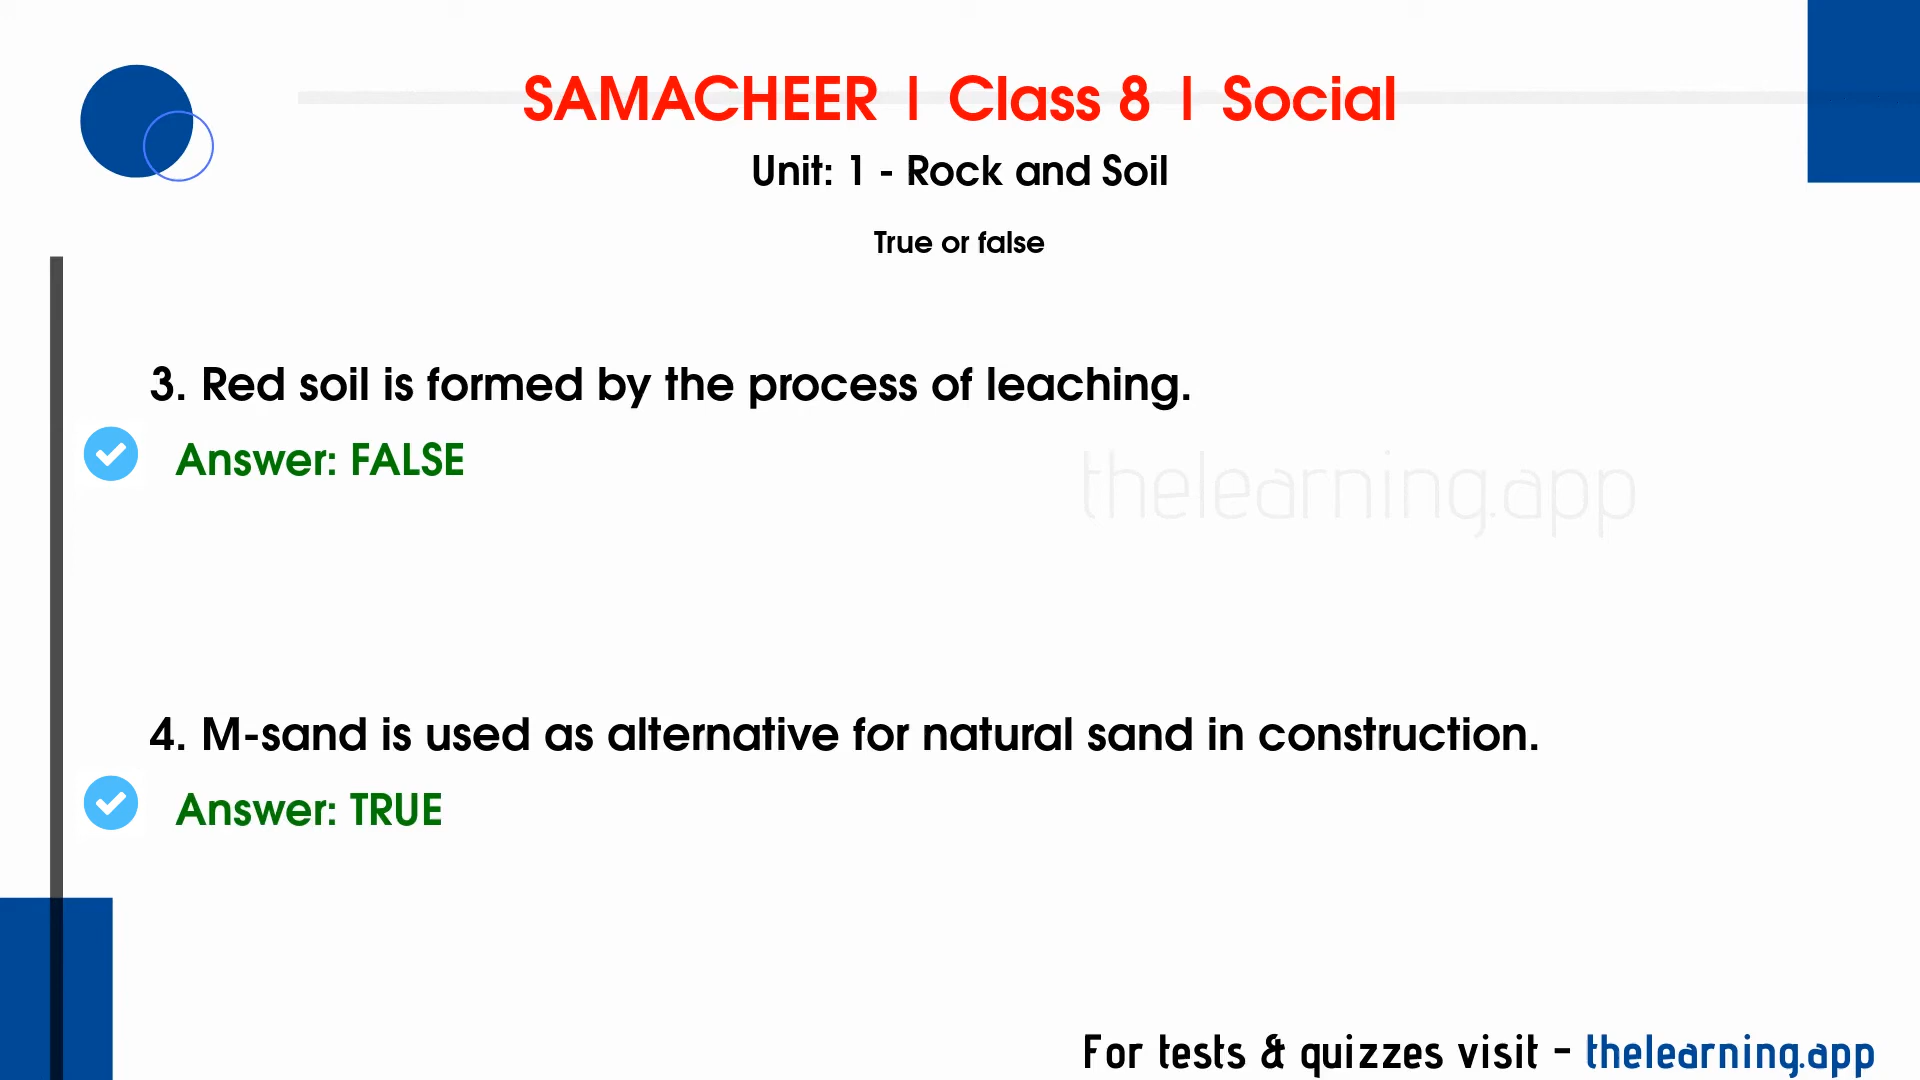 SAMACHEER | Class 8 | Social
Unit: 1 - Rock and Soil
True or false
3. Red soil is formed by the process of leaching.
Answer: FALSE
thelearning.app
4. M-sand is used as alternative for natural sand in construction.
Answer: TRUE
For tests & quizzes visit - thelearning.app